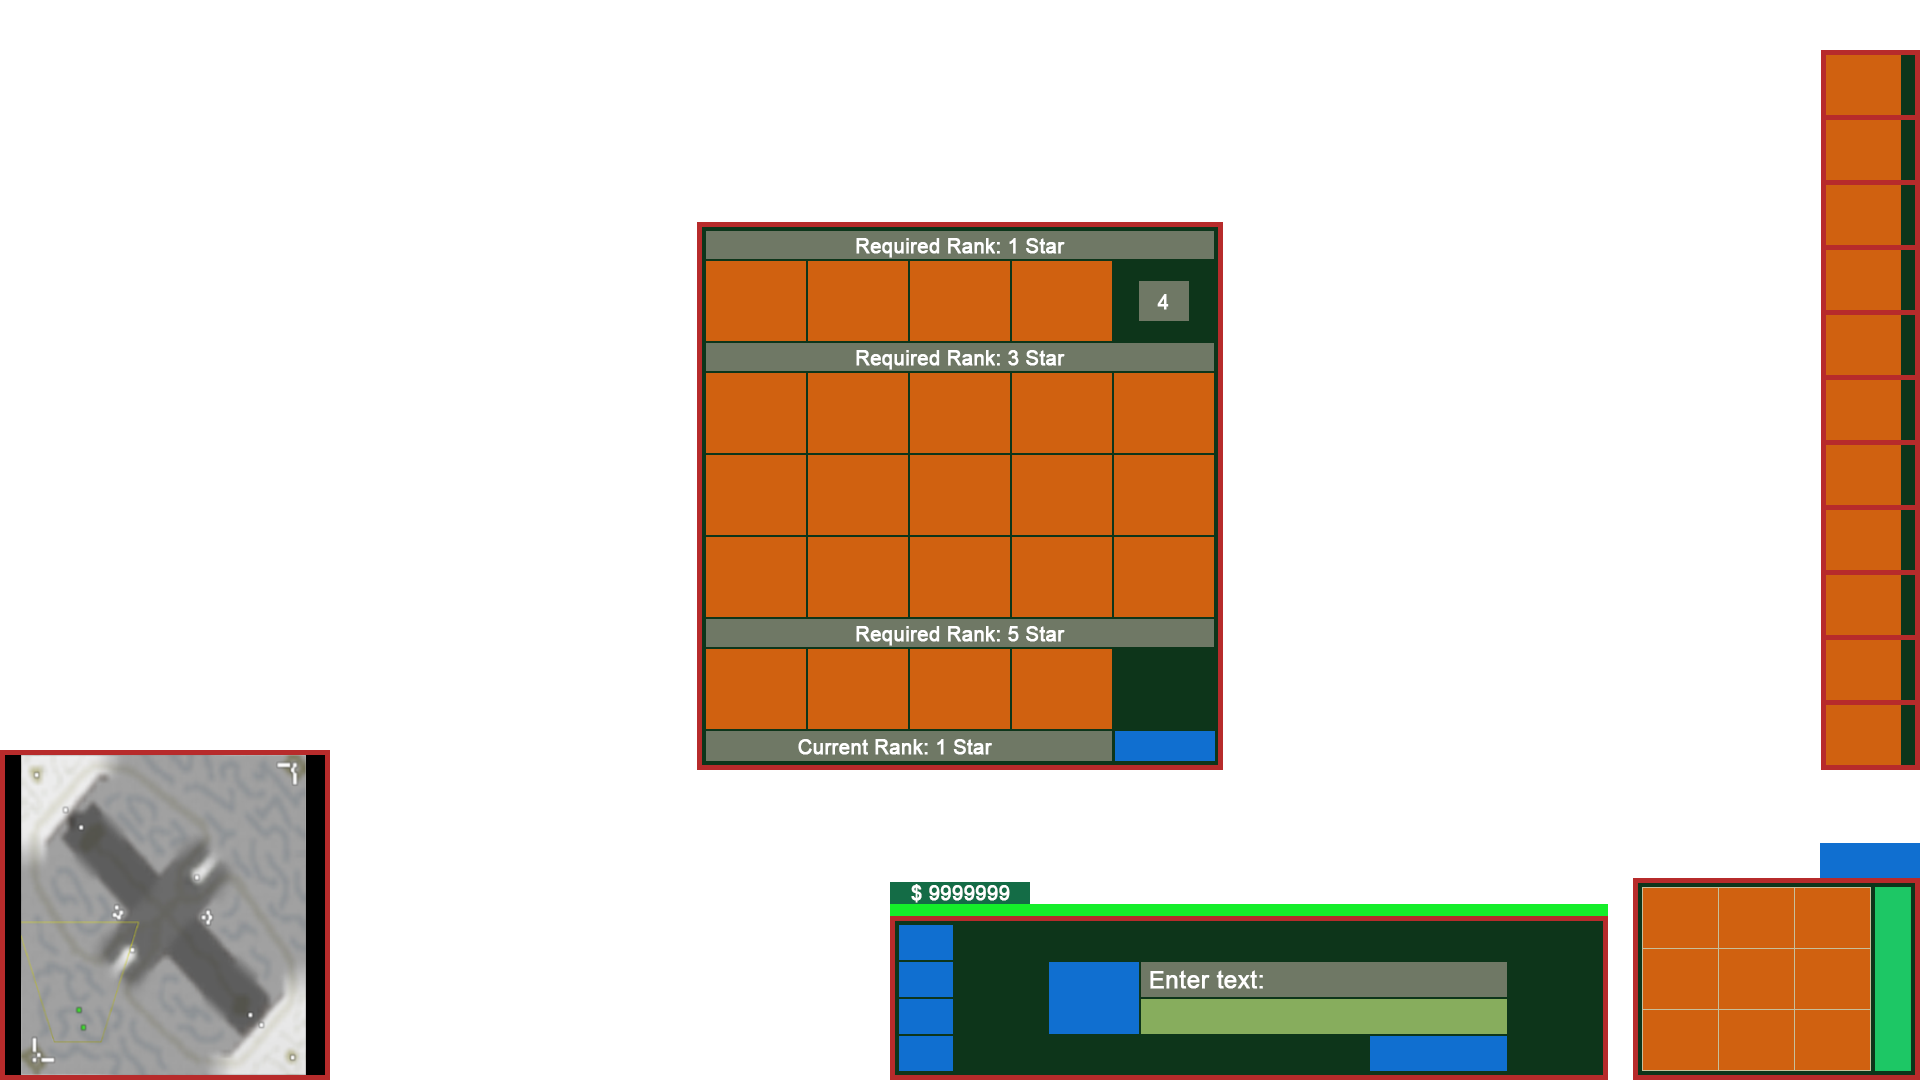 Required Rank: 1 Star
4
Required Rank: 3 Star
Required Rank: 5 Star
Current Rank: 1 Star
$ 9999999
Enter text: